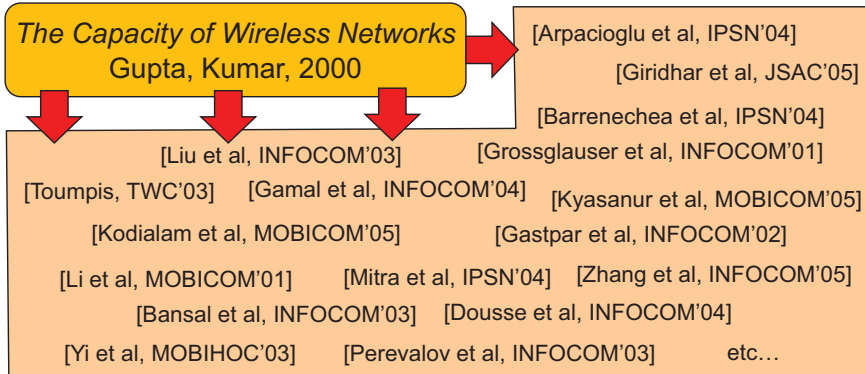 The Capacity of Wireless Networks
Gupta, Kumar, 2000
[Arpacioglu et al, IPSN'04]
[Giridhar et al, JSAC'05]
[Barrenechea et al, IPSN'04]
[Liu et al, INFOCOM'03]
[Grossglauser et al, INFOCOM'01]
[Toumpis, TWC'03]
[Gamal et al, INFOCOM'04]
[Kyasanur et al, MOBICOM'05]
[Kodialam et al, MOBICOM'05]
[Gastpar et al, INFOCOM'02]
[Li et al, MOBICOM'01]
[Mitra et al, IPSN'04]
[Zhang et al, INFOCOM'05]
[Bansal et al, INFOCOM'03]
[Dousse et al, INFOCOM'04]
[Yi et al, MOBIHOC'03]
[Perevalov et al, INFOCOM'03]
etc…